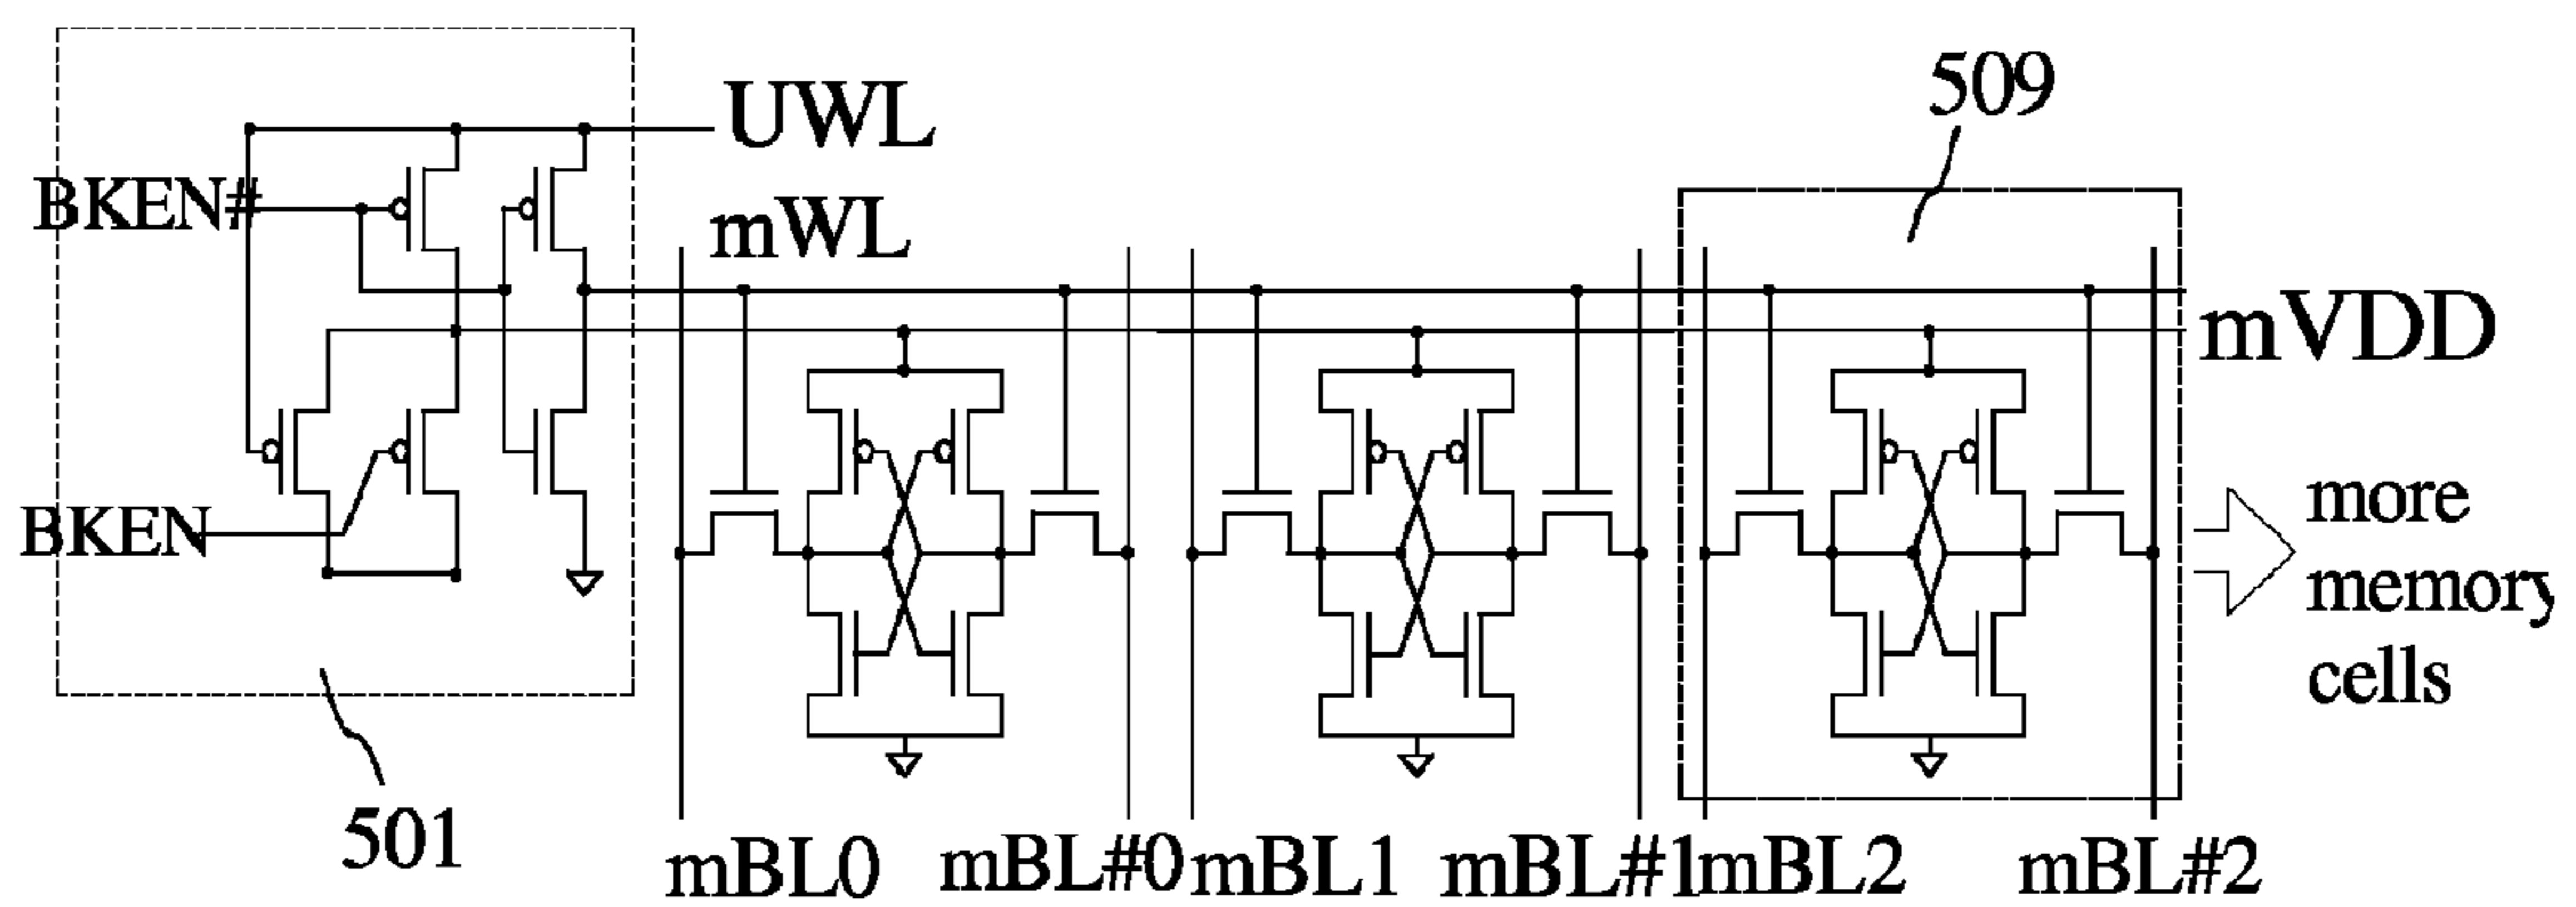 509
UWL
BKEN#
mWL
mVDD
BKEN
more
memory
cells
501
mBL0
mBL#0
mBL1
mBL#1
mBL2
mBL#2